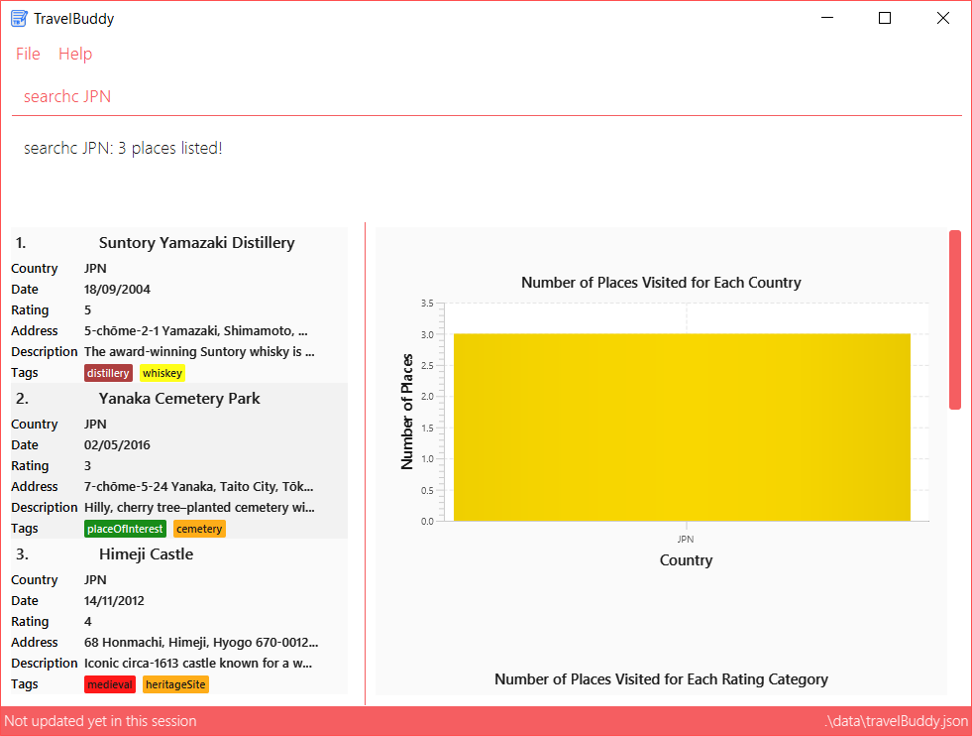 TravelBuddy
File Help
searchc JPN
searchc JPN: 3 places listed!
1. Suntory Yamazaki Distillery
Country JPN
Date 18/09/2004
Rating 5
Address 5-chōme-2-1 Yamazaki, Shimamoto, ...
Description The award-winning Suntory whisky is ...
Tags distillery whiskey
2. Yanaka Cemetery Park
Country JPN
Date 02/05/2016
Rating 3
Address 7-chōme-5-24 Yanaka, Taito City, Tōk...
Description Hilly, cherry tree–planted cemetery wi...
Tags placeOfInterest cemetery
3. Himeji Castle
Country JPN
Date 14/11/2012
Rating 4
Address 68 Honmachi, Himeji, Hyogo 670-0012...
Description Iconic circa-1613 castle known for a w...
Tags medieval heritageSite
Number of Places Visited for Each Country
Number of Places
3.5
3.0
2.5
2.0
1.5
1.0
0.5
0.0
JPN
Country
Number of Places Visited for Each Rating Category
Not updated yet in this session
.\data\travelBuddy.json